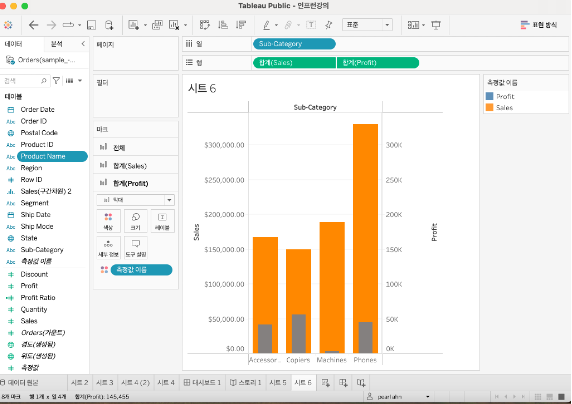 Tableau Public - 인프런강의
표준
표현 방식
데이터
분석
Orders(sample_-...
검색
테이블
Order Date
Abc Order ID
Postal Code
Abc Product ID
Abc Product Name
Abc Region
Row ID
Sales(구간차원) 2
Abc Segment
Ship Date
Abc Ship Mode
State
Abc Sub-Category
Abc 측정값 이름
Discount
Profit
Profit Ratio
Quantity
Sales
Orders(카운트)
경도(생성됨)
위도(생성됨)
측정값
페이지
필터
마크
전체
합계(Sales)
합계(Profit)
막대
색상
크기
레이블
세부 정보
도구 설명
측정값 이름
열
Sub-Category
행
합계(Sales)
합계(Profit)
시트 6
Sub-Category
$300,000.00
$250,000.00
$200,000.00
$150,000.00
$100,000.00
$50,000.00
$0.00
Sales
300K
250K
200K
150K
100K
50K
0K
Profit
Accessor..
Copiers
Machines
Phones
측정값 이름
Profit
Sales
데이터 원본
시트 2
시트 3
시트 4 (2)
시트 4
대시보드 1
스토리 1
시트 5
시트 6
8개 마크
행 1개 x 열 4개
합계(Profit): 145,455